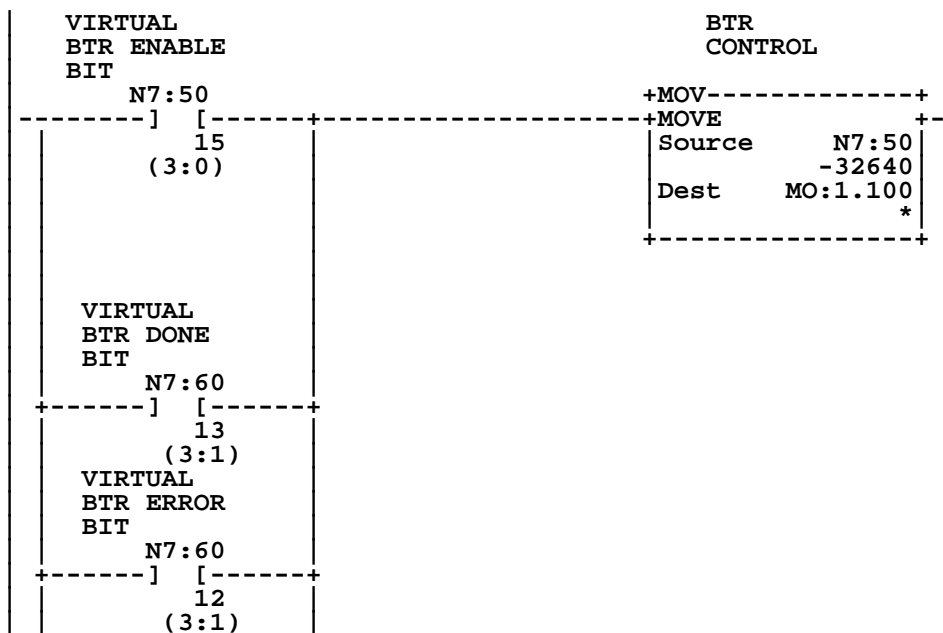 VIRTUAL BTR
BTR ENABLE CONTROL
BIT
N7:50 +MOV-------------+
--------] [------+--------------------+MOVE +-
15 |Source N7:50|
(3:0) -32640
Dest MO:1.100
*
+-----------------+
VIRTUAL
BTR DONE
BIT
N7:60
+------] [-------+
13
(3:1)
VIRTUAL
BTR ERROR
BIT
N7:60
+------] [-------+
12
(3:1)